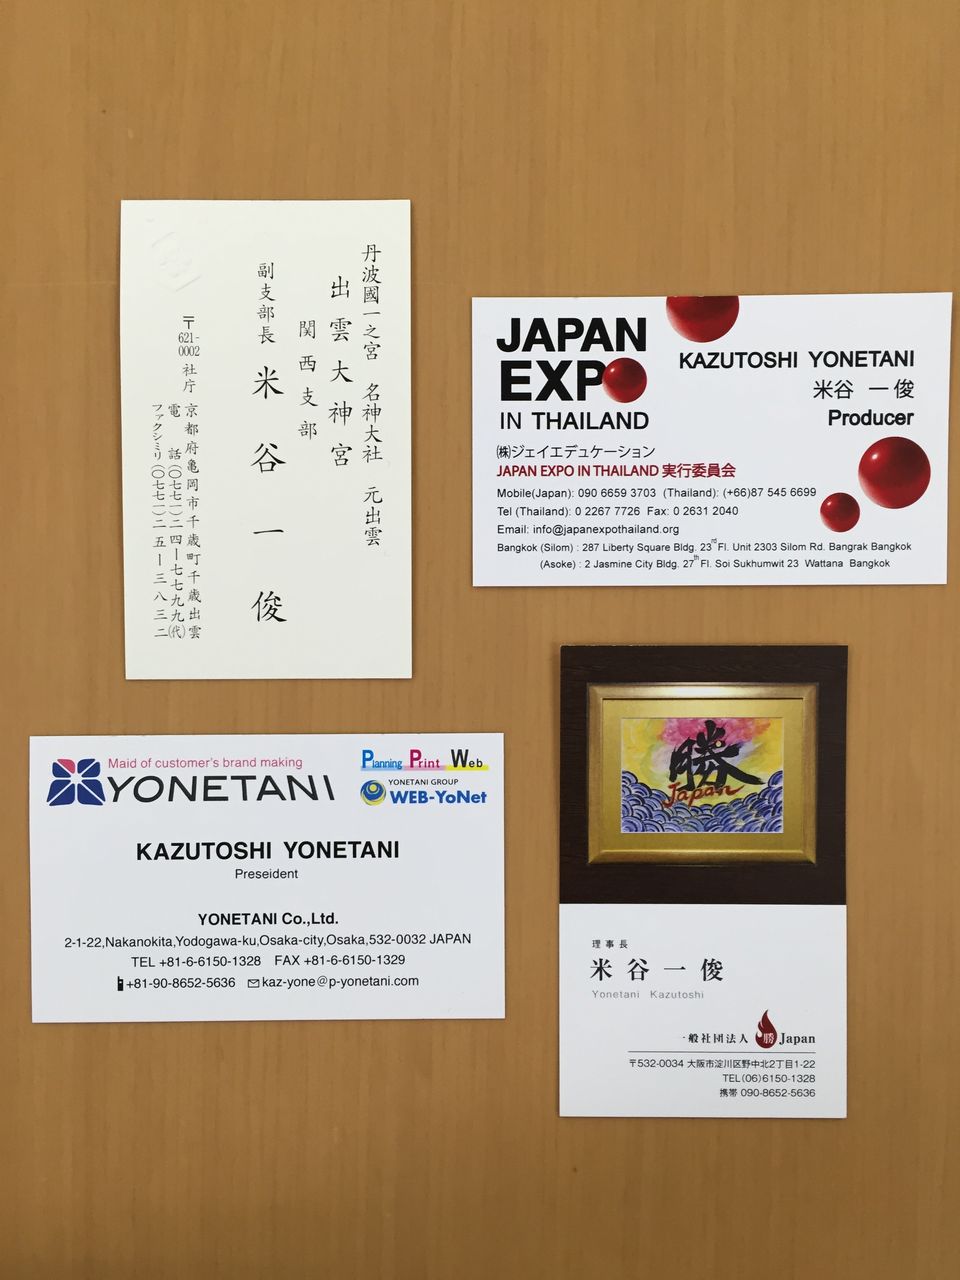 丹波國一之宮 名神大社 元出雲
出雲大神宮
関西支部
副支部長 米谷一俊
〒621-0002 社庁 京都府亀岡市千歳町千歳出雲
電話(〇七七一)二四ー七七九九(代)
ファクシミリ(〇七七一)二五ー三八三二
JAPAN
EXPO
IN THAILAND
KAZUTOSHI YONETANI
米谷 一俊
Producer
㈱ジェイエデュケーション
JAPAN EXPO IN THAILAND 実行委員会
Mobile(Japan): 090 6659 3703 (Thailand): (+66)87 545 6699
Tel (Thailand): 0 2267 7726 Fax: 0 2631 2040
Email: info@japanexpothailand.org
Bangkok (Silom) : 287 Liberty Square Bldg. 23rd Fl. Unit 2303 Silom Rd. Bangrak Bangkok
(Asoke) : 2 Jasmine City Bldg. 27th Fl. Soi Sukhumwit 23 Wattana Bangkok
Maid of customer's brand making
YONETANI
Planning Print Web
YONETANI GROUP
WEB-YoNet
KAZUTOSHI YONETANI
Preseident
YONETANI Co.,Ltd.
2-1-22,Nakanokita,Yodogawa-ku,Osaka-city,Osaka,532-0032 JAPAN
TEL +81-6-6150-1328 FAX +81-6-6150-1329
+81-90-8652-5636 kaz-yone@p-yonetani.com
勝
Japan
理事長
米谷一俊
Yonetani Kazutoshi
一般社団法人 勝 Japan
〒532-0034 大阪市淀川区野中北2丁目1-22
TEL(06)6150-1328
携帯 090-8652-5636